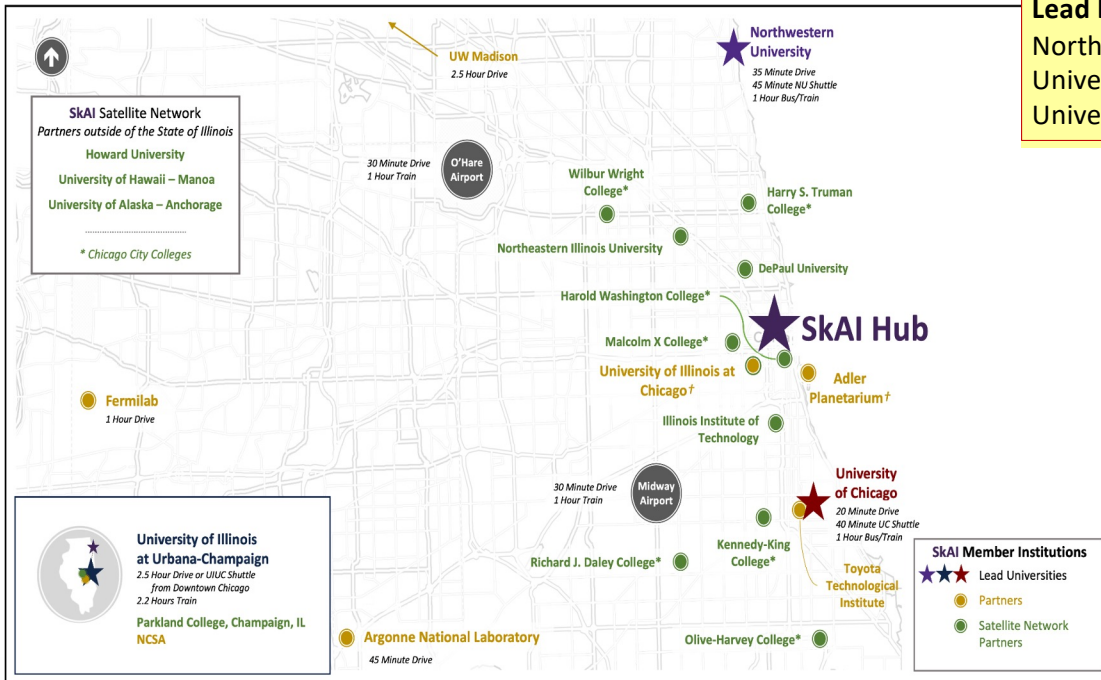 Lead
North
Unive
Unive
Northwestern
University
35 Minute Drive
45 Minute NU Shuttle
1 Hour Bus/Train
UW Madison
2.5 Hour Drive
SkAI Satellite Network
Partners outside of the State of Illinois
Howard University
University of Hawaii – Manoa
University of Alaska – Anchorage
* Chicago City Colleges
30 Minute Drive
1 Hour Train
O'Hare
Airport
Wilbur Wright
College*
Harry S. Truman
College*
Northeastern Illinois University
DePaul University
Harold Washington College*
SkAI Hub
Malcolm X College*
University of Illinois at
Chicago†
Adler
Planetarium†
Fermilab
1 Hour Drive
Illinois Institute of
Technology
30 Minute Drive
1 Hour Train
Midway
Airport
University
of Chicago
20 Minute Drive
40 Minute UC Shuttle
1 Hour Bus/Train
Kennedy-King
College*
Richard J. Daley College*
Toyota
Technological
Institute
University of Illinois
at Urbana-Champaign
2.5 Hour Drive or UIUC Shuttle
from Downtown Chicago
2.2 Hours Train
Parkland College, Champaign, IL
NCSA
Argonne National Laboratory
45 Minute Drive
Olive-Harvey College*
SkAI Member Institutions
Lead Universities
Partners
Satellite Network
Partners